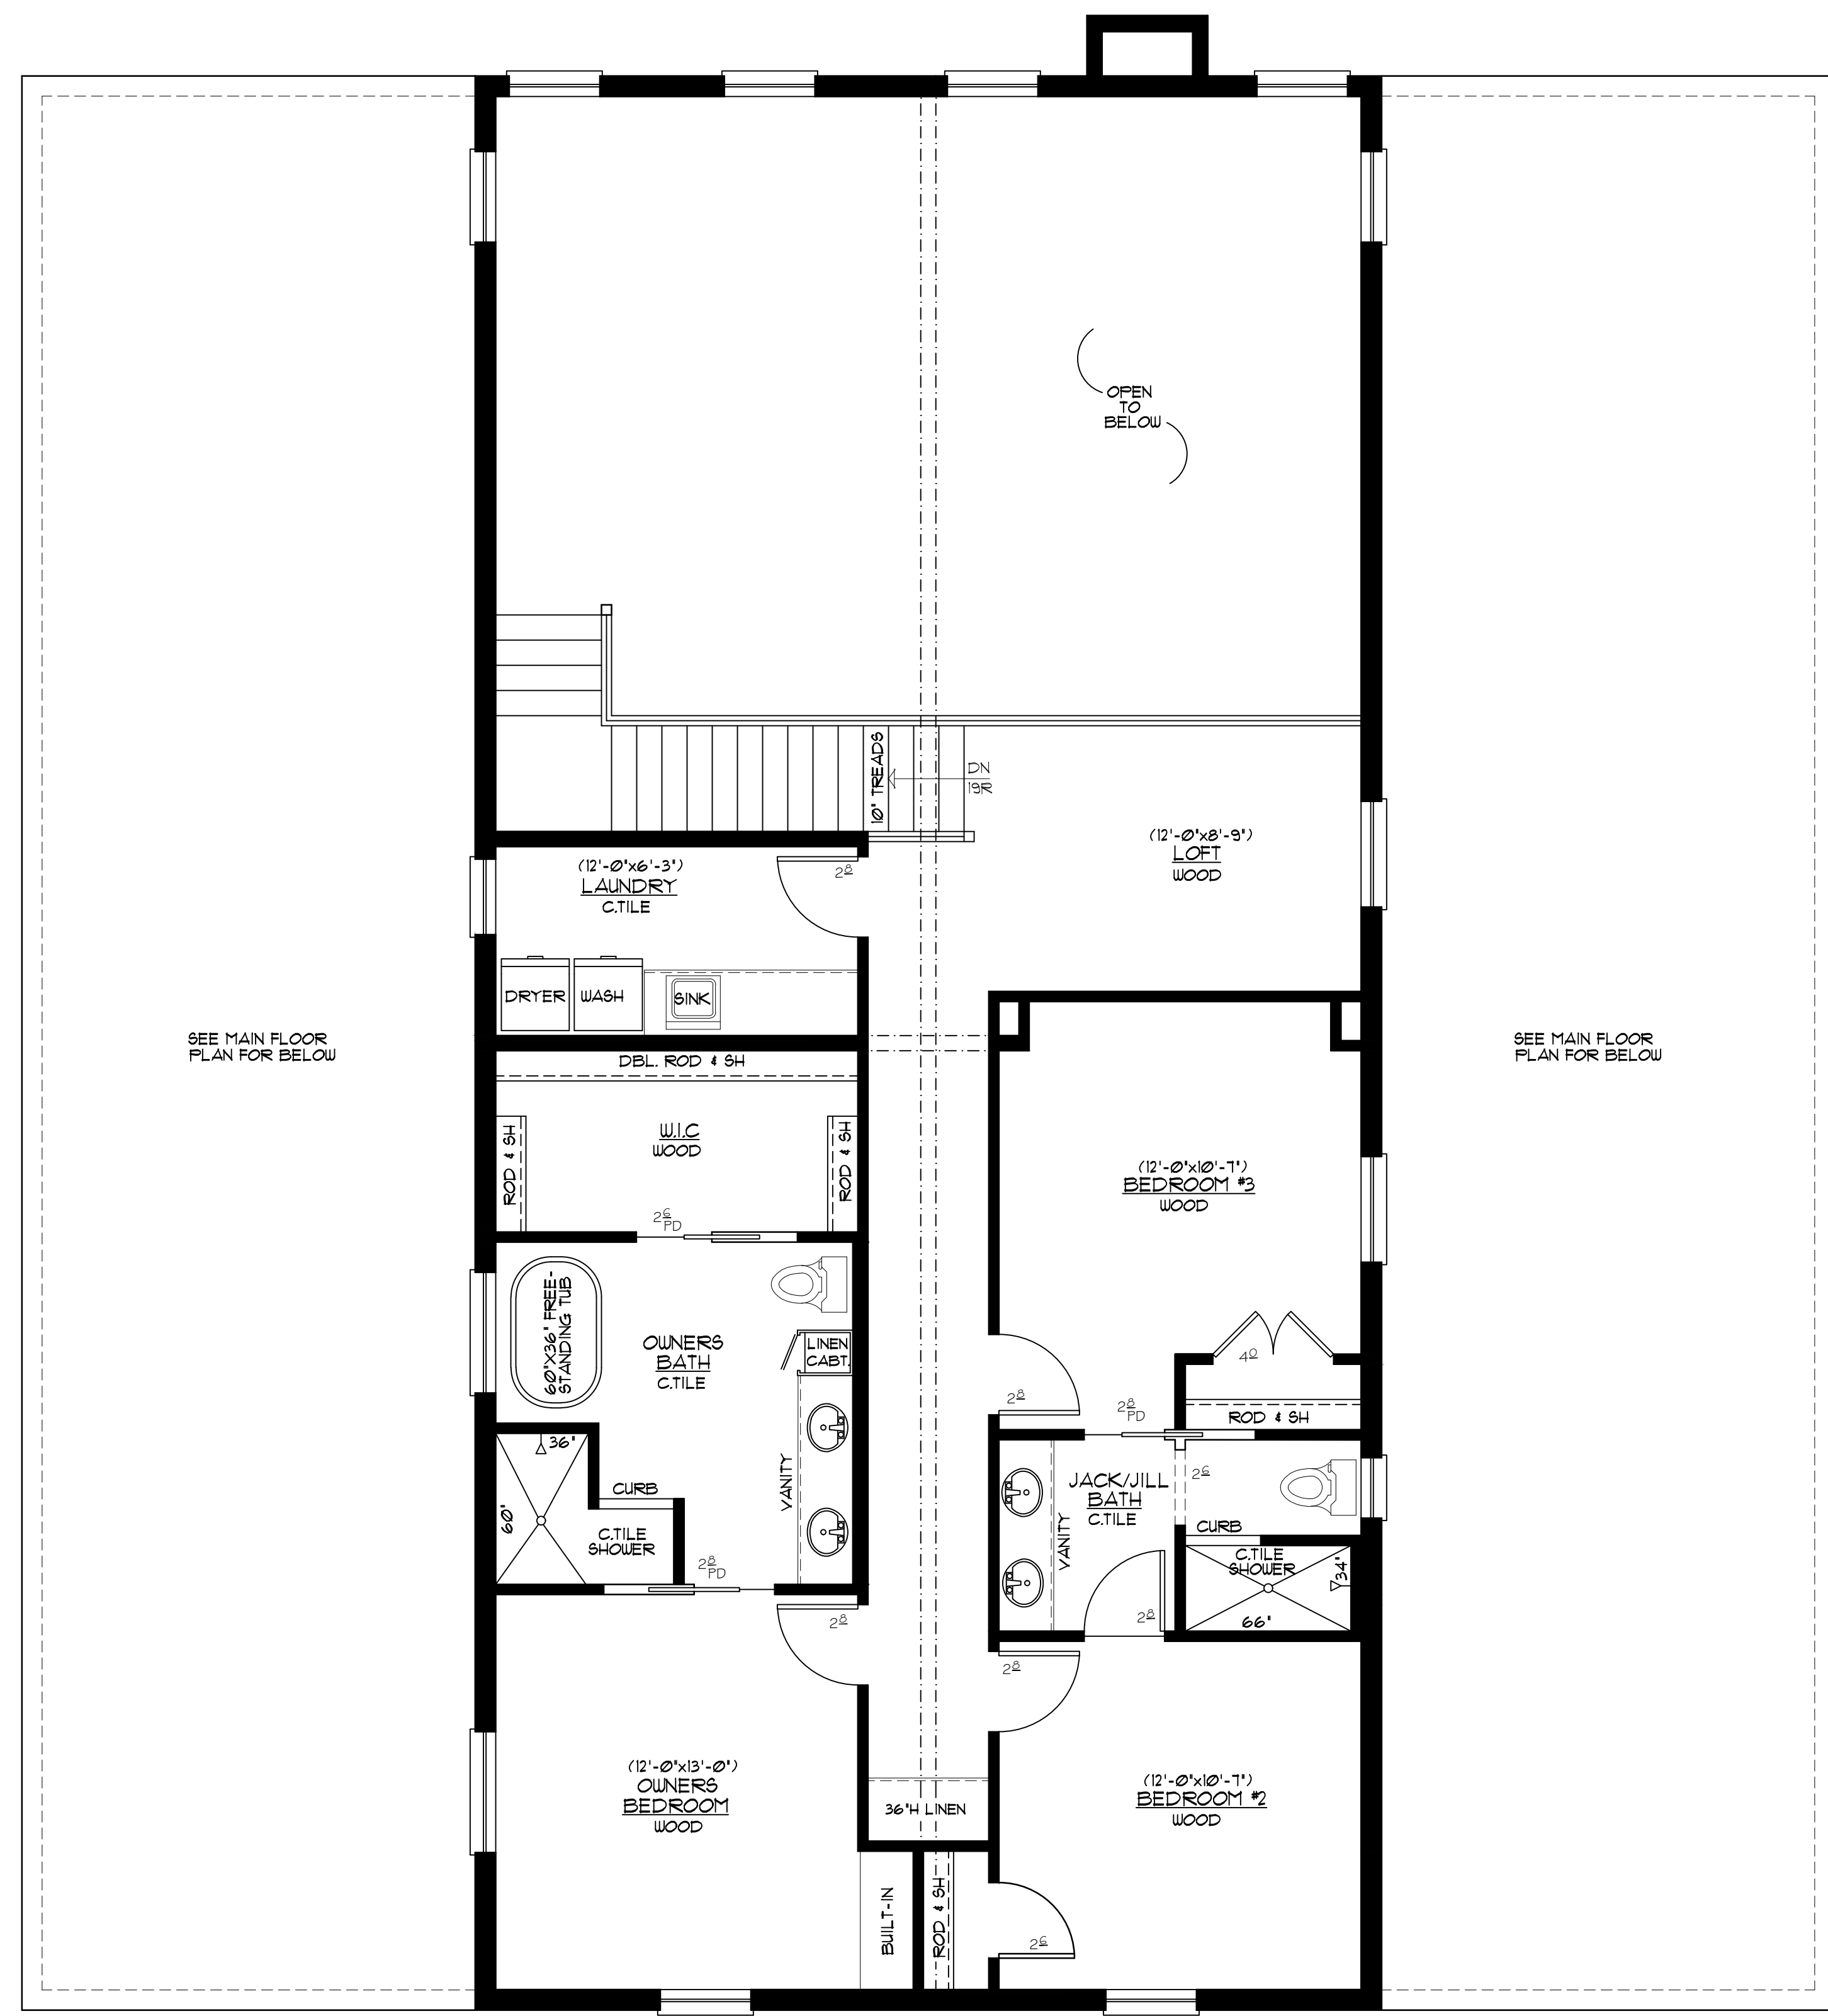 OPEN
TO
BELOW
10" TREADS
DN
19R
(12'-0"x8'-9")
LOFT
WOOD
(12'-0"x6'-3")
LAUNDRY
C.TILE
28
DRYER
WASH
SINK
SEE MAIN FLOOR
PLAN FOR BELOW
SEE MAIN FLOOR
PLAN FOR BELOW
DBL. ROD & SH
ROD & SH
W.I.C
WOOD
ROD & SH
26
PD
(12'-0"x10'-7")
BEDROOM #3
WOOD
60"X36" FREE-
STANDING TUB
OWNERS
BATH
C.TILE
LINEN
CABT.
40
ROD & SH
28
28
PD
36"
60"
CURB
C.TILE
SHOWER
VANITY
28
PD
JACK/JILL
BATH
C.TILE
VANITY
26
CURB
C.TILE
SHOWER
34"
66"
28
28
28
(12'-0"x13'-0")
OWNERS
BEDROOM
WOOD
36"H LINEN
(12'-0"x10'-7")
BEDROOM #2
WOOD
BUILT-IN
ROD & SH
26